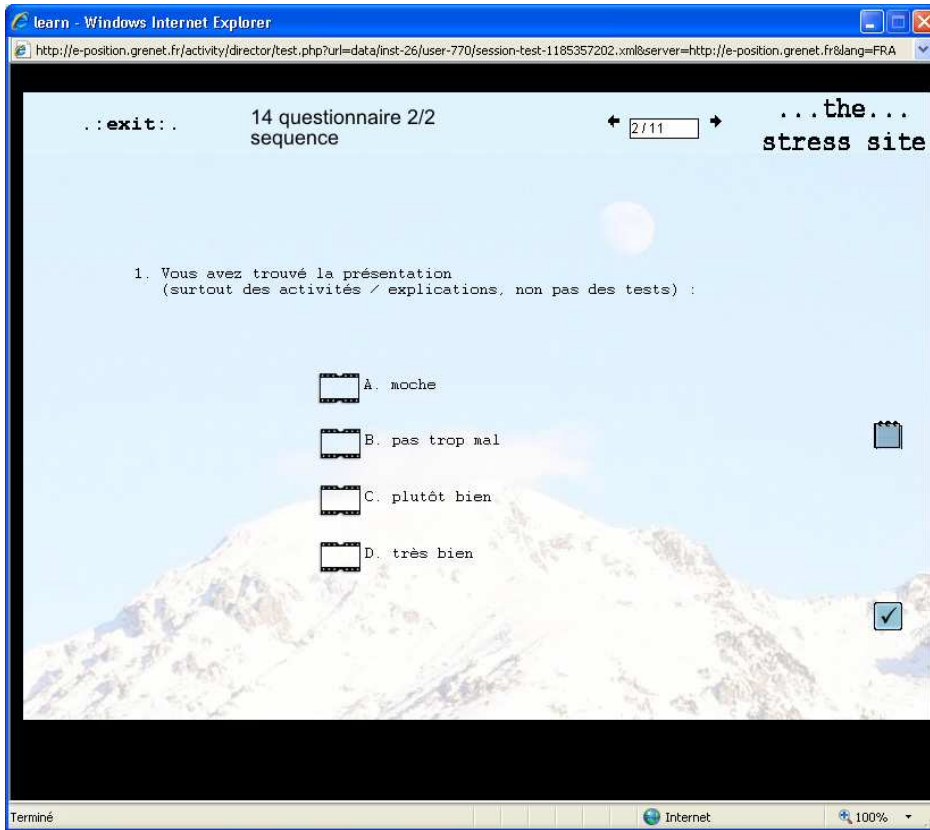 learn - Windows Internet Explorer
http://e-position.grenet.fr/activity/director/test.php?url=data/inst-26/user-770/session-test-1185357202.xml&server=http://e-position.grenet.fr&lang=FRA
.:exit:.
14 questionnaire 2/2
sequence
2/11
...the...
stress site
1. Vous avez trouvé la présentation
(surtout des activités / explications, non pas des tests) :
A. moche
B. pas trop mal
C. plutôt bien
D. très bien
Terminé
Internet
100%